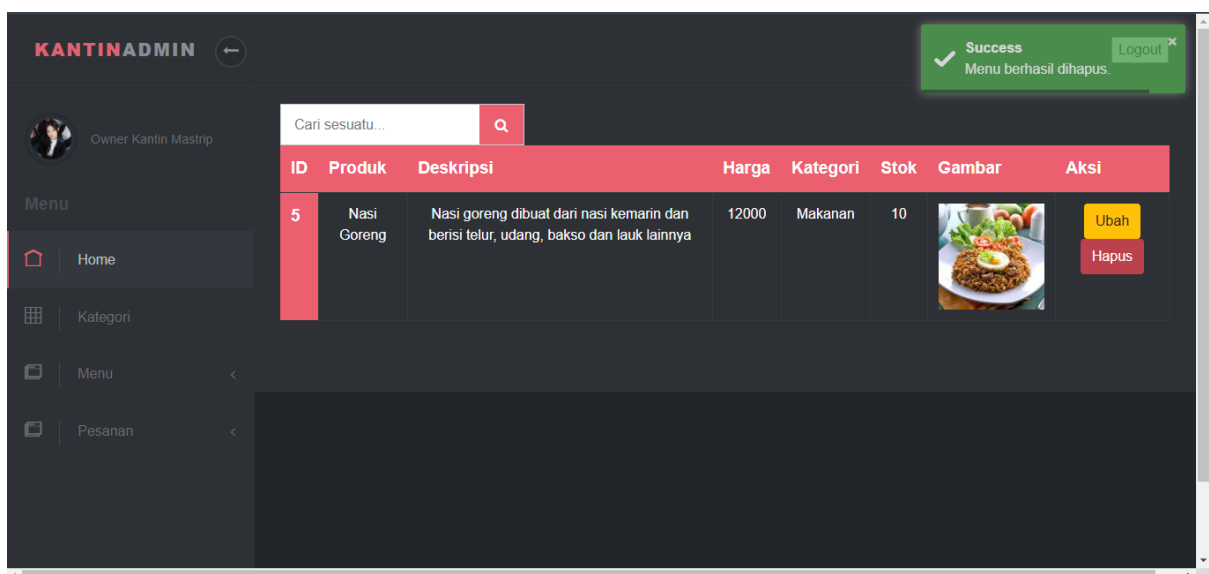 KANTINADMIN
Success
Logout
×
Menu berhasil dihapus.
Owner Kantin Mastrip
Menu
Home
Kategori
Menu
Pesanan
Cari sesuatu...
ID Produk Deskripsi Harga Kategori Stok Gambar Aksi
5 Nasi Nasi goreng dibuat dari nasi kemarin dan 12000 Makanan 10 Ubah
Goreng berisi telur, udang, bakso dan lauk lainnya
Hapus